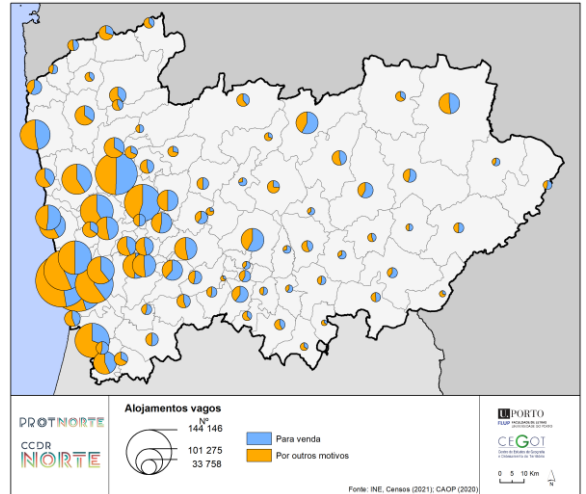 PROTNORTE
CCDR
NORTE
Alojamentos vagos
Nº
144 146
101 275
33 758
Para venda
Por outros motivos
U.PORTO
FLUP FACULDADE DE LETRAS
UNIVERSIDADE DO PORTO
CEGOT
Centro de Estudos de Geografia
e Ordenamento do Território
0 5 10 Km
N
Fonte: INE, Censos (2021); CAOP (2020)